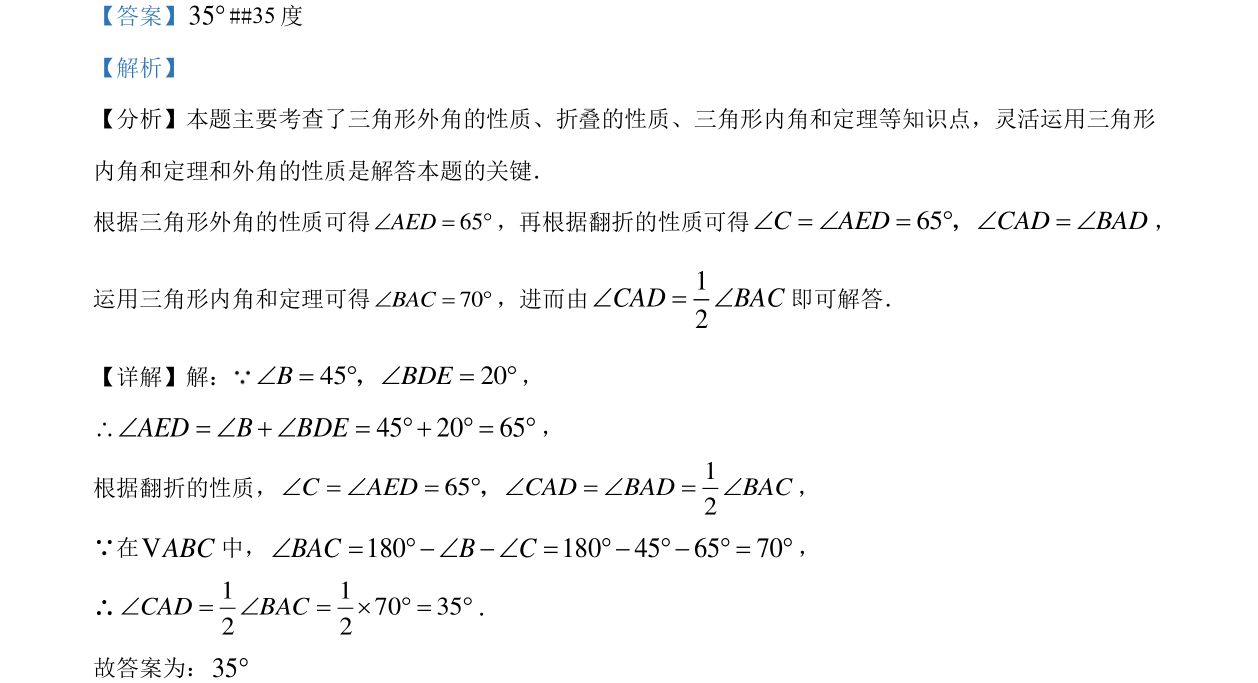 【答案】35°##35 度
【解析】
【分析】本题主要考查了三角形外角的性质、折叠的性质、三角形内角和定理等知识点，灵活运用三角形
内角和定理和外角的性质是解答本题的关键．
根据三角形外角的性质可得∠AED = 65°，再根据翻折的性质可得∠C = ∠AED = 65°，∠CAD = ∠BAD，
运用三角形内角和定理可得∠BAC = 70°，进而由∠CAD = 1/2 ∠BAC 即可解答．
【详解】解：∵∠B = 45°，∠BDE = 20°，
∴∠AED = ∠B + ∠BDE = 45° + 20° = 65°，
根据翻折的性质，∠C = ∠AED = 65°，∠CAD = ∠BAD = 1/2 ∠BAC，
∵在VABC 中，∠BAC = 180° − ∠B − ∠C = 180° − 45° − 65° = 70°，
∴∠CAD = 1/2 ∠BAC = 1/2 × 70° = 35°．
故答案为：35°